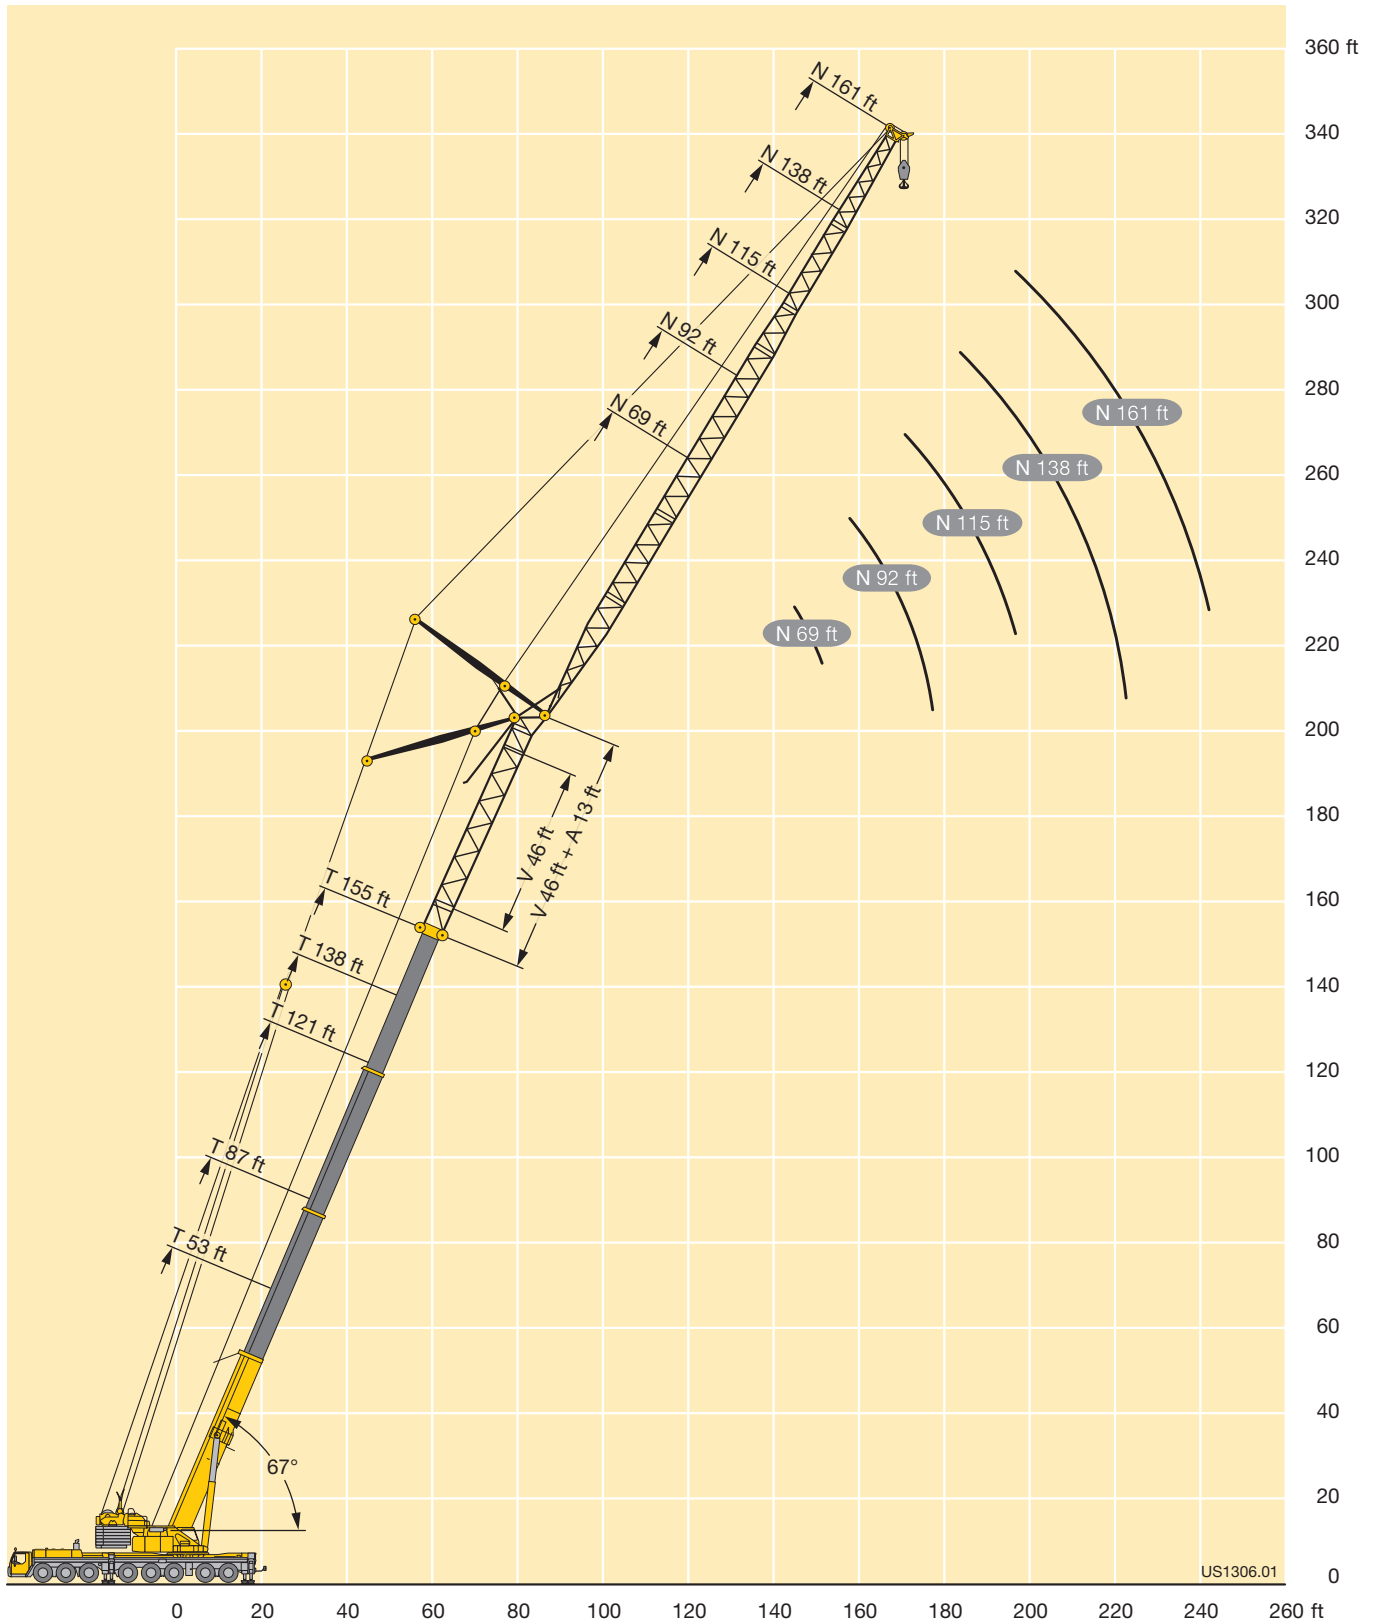 360 ft
N 161 ft
340
N 138 ft
320
N 115 ft
300
N 92 ft
280
N 161 ft
N 69 ft
N 138 ft
260
N 115 ft
240
N 92 ft
N 69 ft
220
200
180
V 46 ft
V 46 ft + A 13 ft
T 155 ft
160
T 138 ft
140
T 121 ft
120
T 87 ft
100
T 53 ft
80
60
40
67°
20
US1306.01
0
0 20 40 60 80 100 120 140 160 180 200 220 240 260 ft